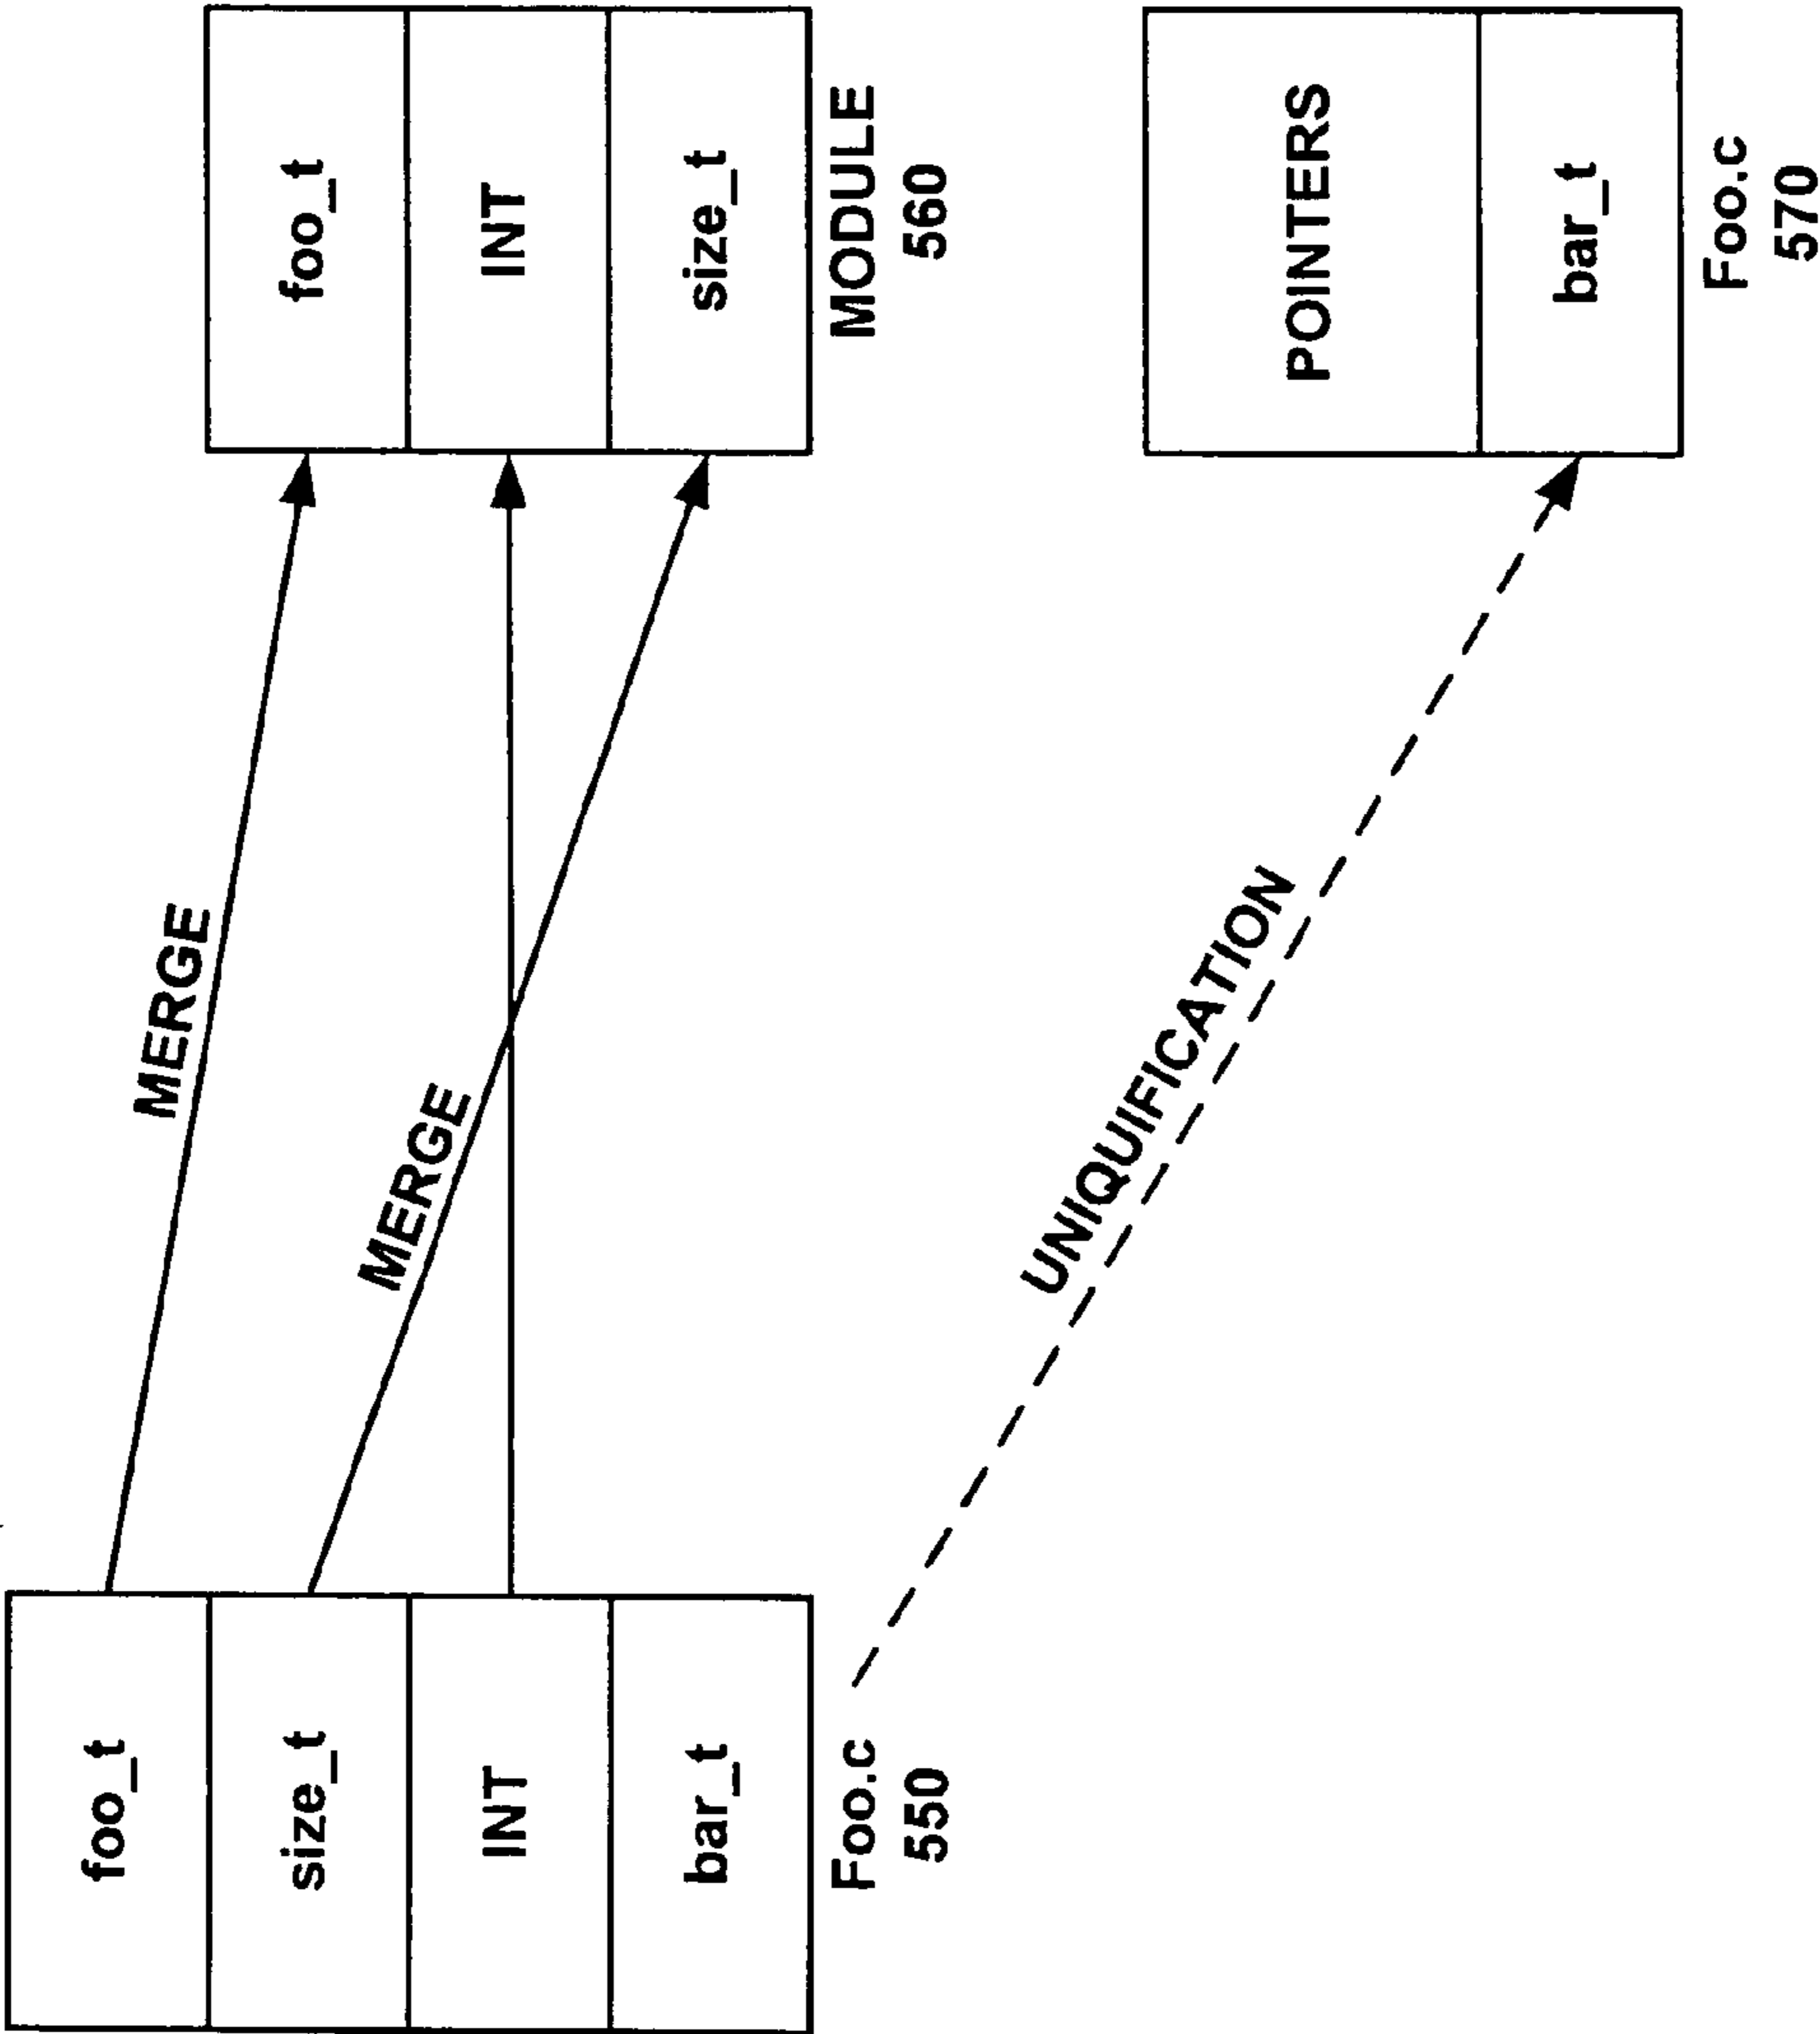 foo_t
size_t
INT
bar_t
Foo.c
550
MERGE
MERGE
UNIQUIFICATION
foo_t
INT
size_t
MODULE
560
POINTERS
bar_t
Foo.c
570